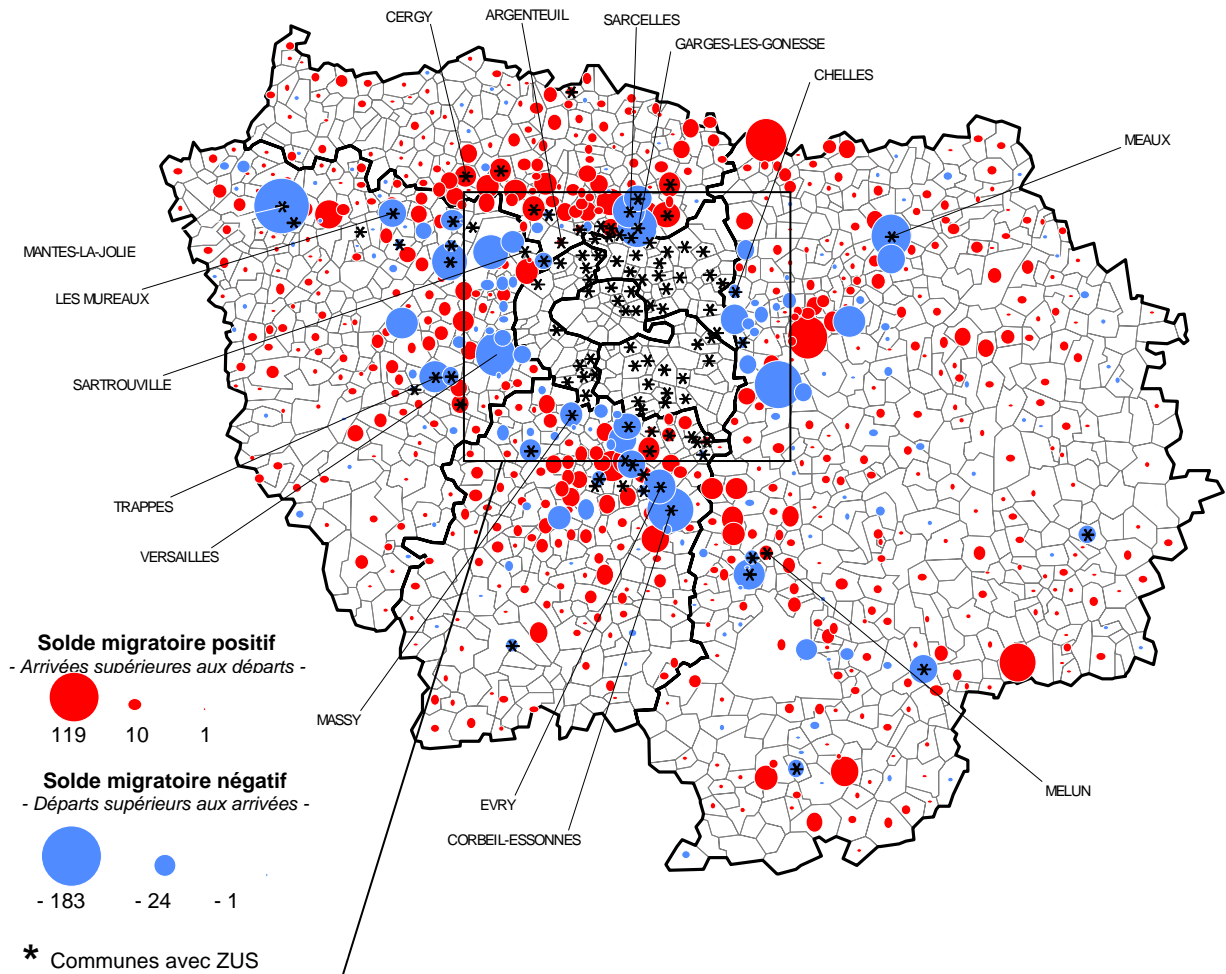 CERGY
ARGENTEUIL
SARCELLES
GARGES-LES-GONESSE
CHELLES
MEAUX
MANTES-LA-JOLIE
LES MUREAUX
SARTROUVILLE
TRAPPES
VERSAILLES
MASSY
EVRY
CORBEIL-ESSONNES
MELUN
Solde migratoire positif
- Arrivées supérieures aux départs -
119 10 1
Solde migratoire négatif
- Départs supérieurs aux arrivées -
- 183 - 24 - 1
* Communes avec ZUS